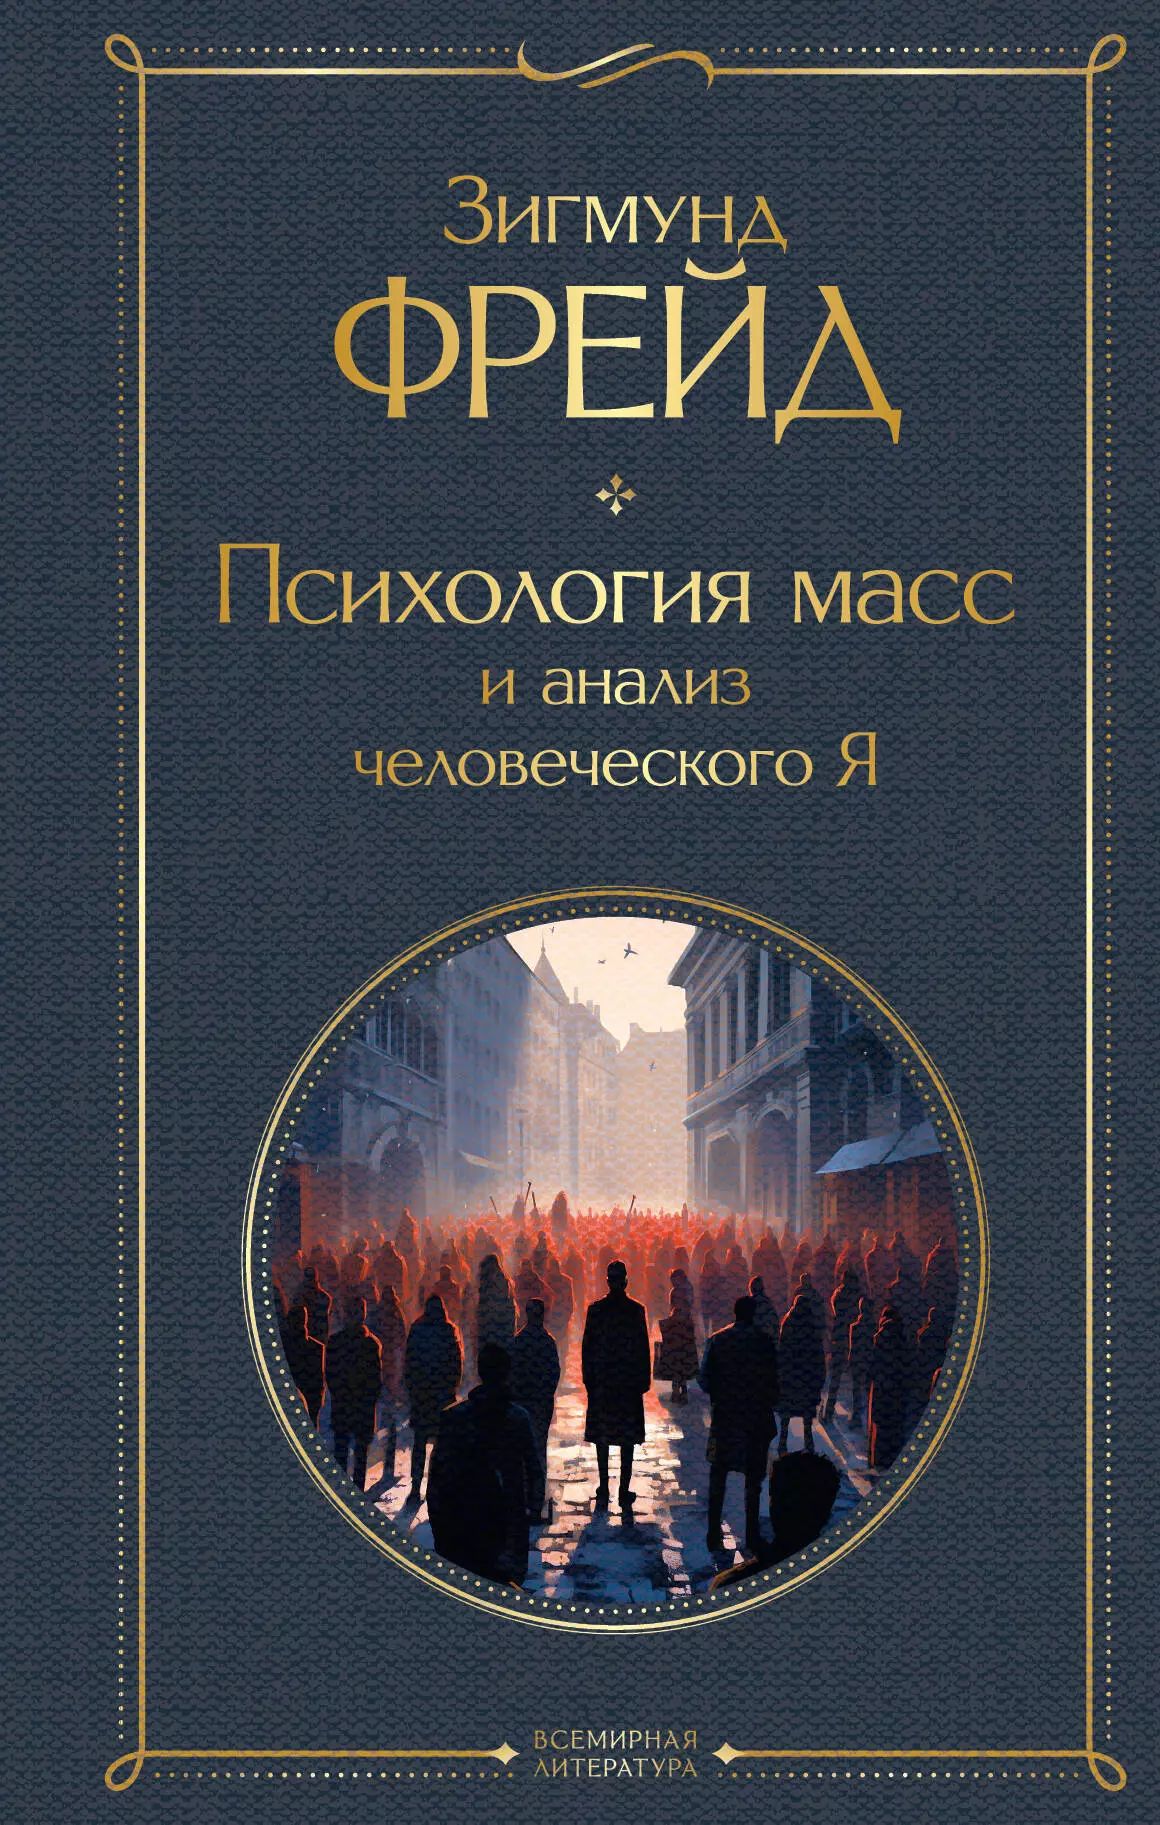 Зигмунд
ФРЕЙД
Психология масс
и анализ
человеческого Я
ВСЕМИРНАЯ
ЛИТЕРАТУРА